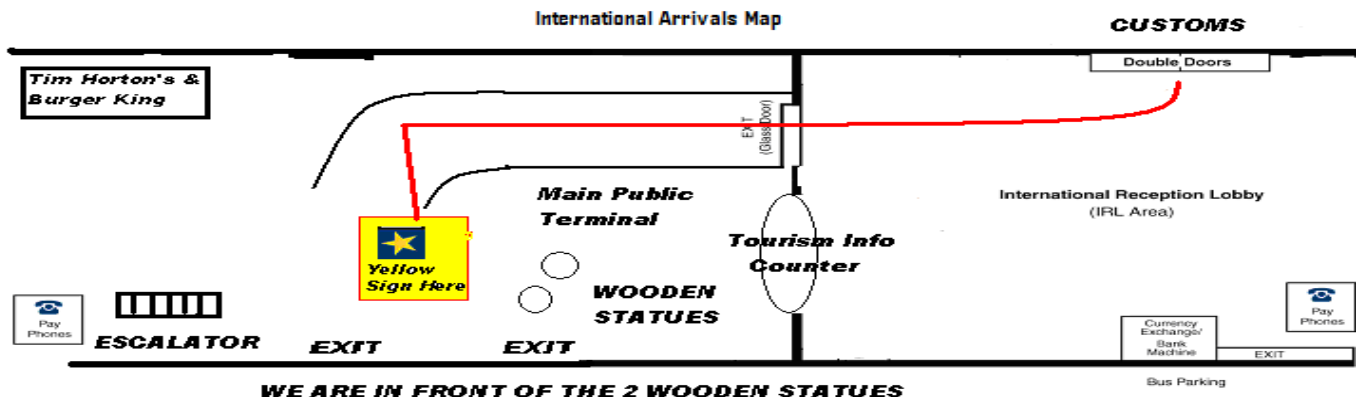 International Arrivals Map
CUSTOMS
Double Doors
Tim Horton's &
Burger King
EXIT
(Glass Door)
Main Public
Terminal
International Reception Lobby
(IRL Area)
Tourism Info
Counter
Yellow
Sign Here
WOODEN
STATUES
Pay
Phones
ESCALATOR
EXIT
EXIT
Currency
Exchange/
Bank
Machine
EXIT
Pay
Phones
Bus Parking
WE ARE IN FRONT OF THE 2 WOODEN STATUES